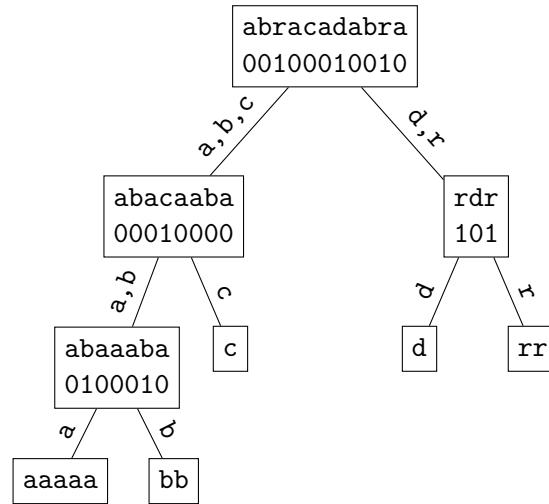 abracadabra
00100010010
a,b,c
d,r
abacaaba
00010000
rdr
101
a,b
c
d
r
abaaaba
0100010
c
d
rr
a
b
aaaaa
bb